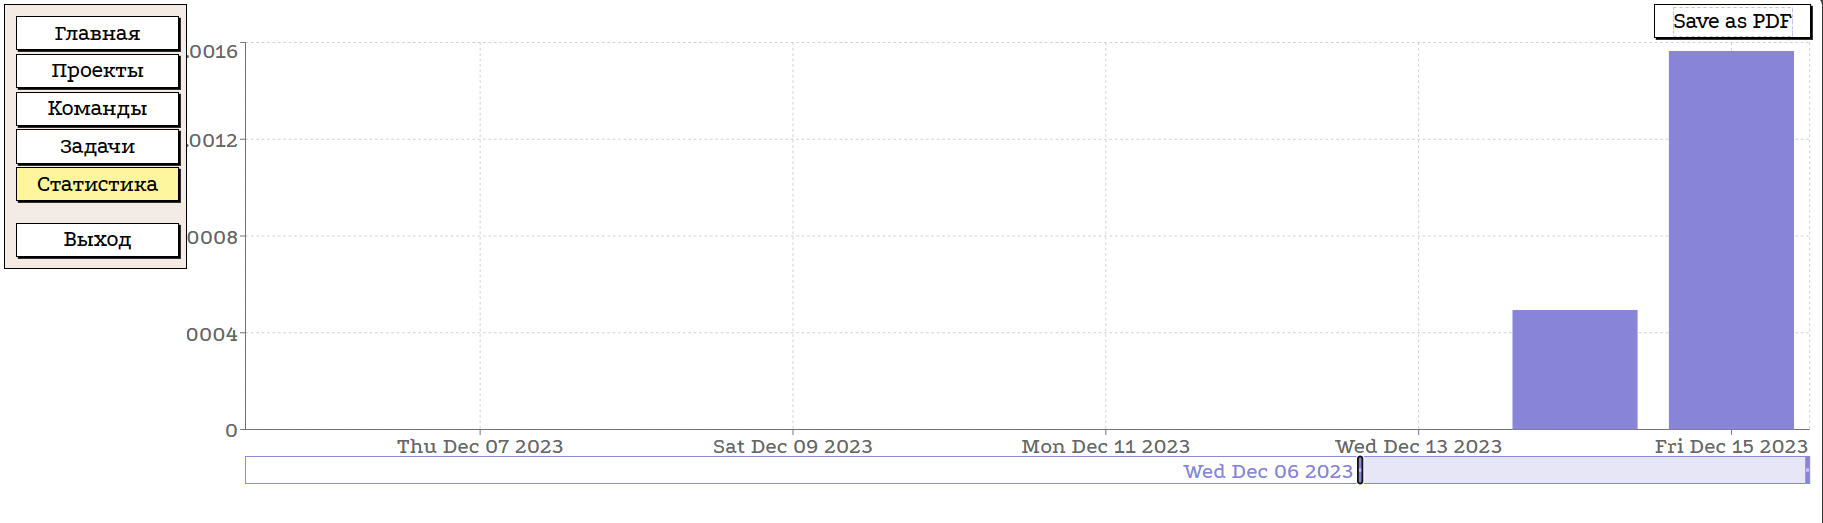 Главная
Проекты
Команды
Задачи
Статистика
Выход
Save as PDF
.0016
.0012
0008
0004
0
Thu Dec 07 2023
Sat Dec 09 2023
Mon Dec 11 2023
Wed Dec 13 2023
Fri Dec 15 2023
Wed Dec 06 2023